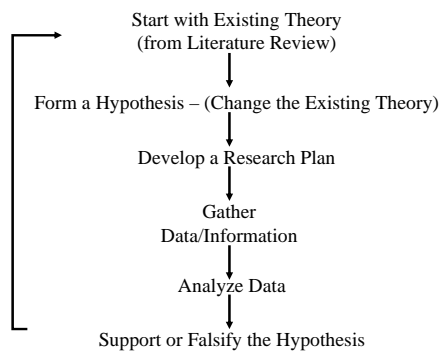 Start with Existing Theory
(from Literature Review)
Form a Hypothesis – (Change the Existing Theory)
Develop a Research Plan
Gather
Data/Information
Analyze Data
Support or Falsify the Hypothesis